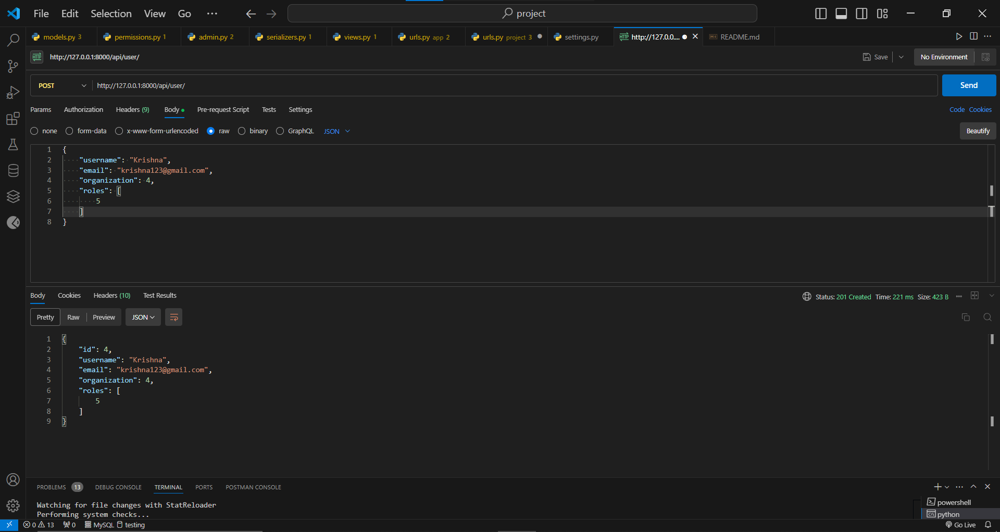 File Edit Selection View Go ···
project
models.py 3 permissions.py 1 admin.py 2 serializers.py 1 views.py 1 urls.py app 2 urls.py project 3 settings.py HTTP http://127.0.0.... README.md
HTTP http://127.0.0.1:8000/api/user/ Save No Environment
POST http://127.0.0.1:8000/api/user/ Send
Params Authorization Headers (9) Body Pre-request Script Tests Settings Code Cookies
none form-data x-www-form-urlencoded raw binary GraphQL JSON Beautify
1 {
2 "username": "Krishna",
3 "email": "krishna123@gmail.com",
4 "organization": 4,
5 "roles": [
6 5
7 ]
8 }
Body Cookies Headers (10) Test Results Status: 201 Created Time: 221 ms Size: 423 B
Pretty Raw Preview JSON
1 {
2 "id": 4,
3 "username": "Krishna",
4 "email": "krishna123@gmail.com",
5 "organization": 4,
6 "roles": [
7 5
8 ]
9 }
PROBLEMS 13 DEBUG CONSOLE TERMINAL PORTS POSTMAN CONSOLE
Watching for file changes with StatReloader
Performing system checks...
powershell
python
0 13 0 MySQL testing Go Live